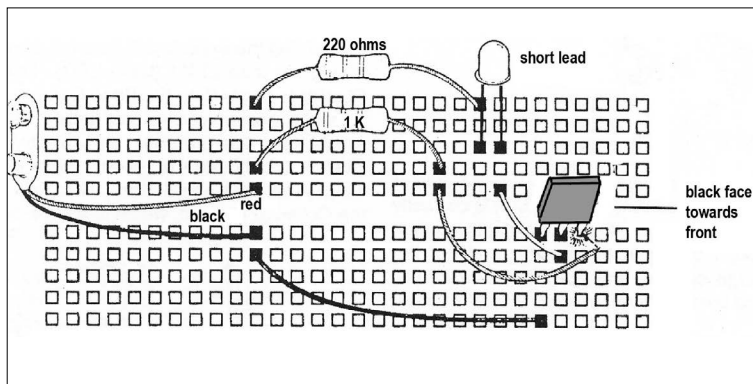 220 ohms
short lead
1 K
red
black
black face
towards
front